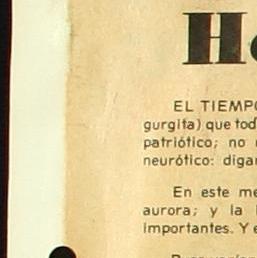 H
EL TIEMPO
gurgita) que tod
patriótico; no
neurótico: digar
En este me
aurora; y la
importantes. Y e